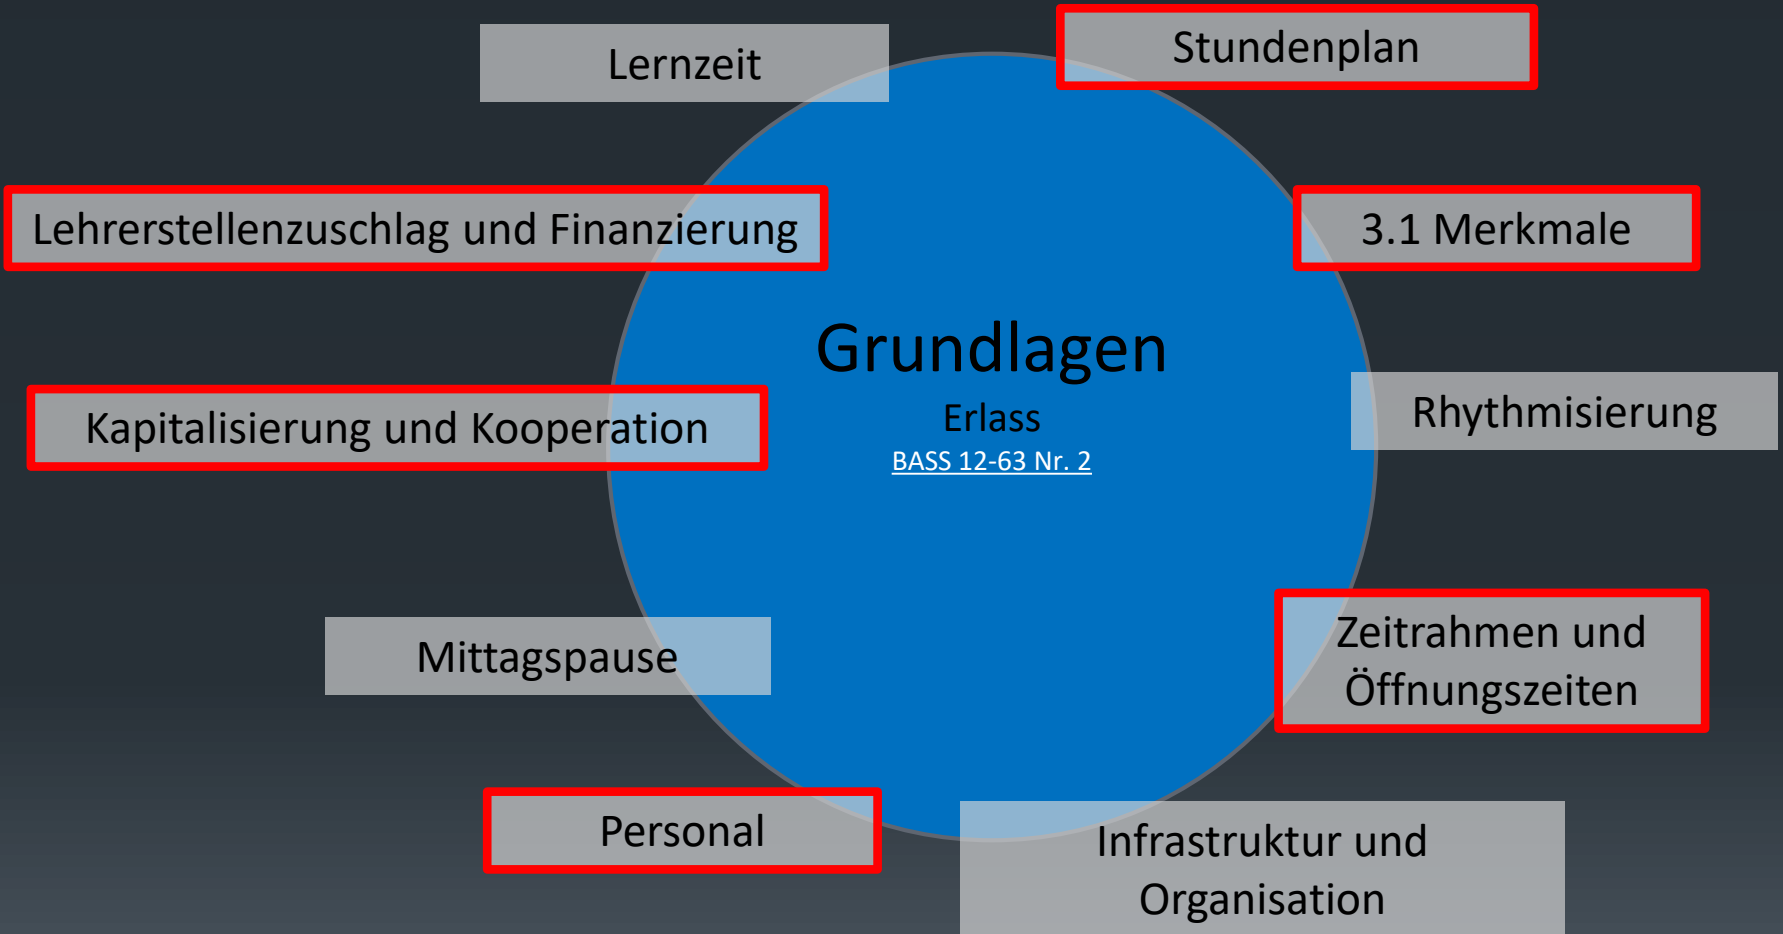 Lernzeit
Stundenplan
Lehrerstellenzuschlag und Finanzierung
3.1 Merkmale
Grundlagen
Erlass
BASS 12-63 Nr. 2
Kapitalisierung und Kooperation
Rhythmisierung
Mittagspause
Zeitrahmen und
Öffnungszeiten
Personal
Infrastruktur und
Organisation